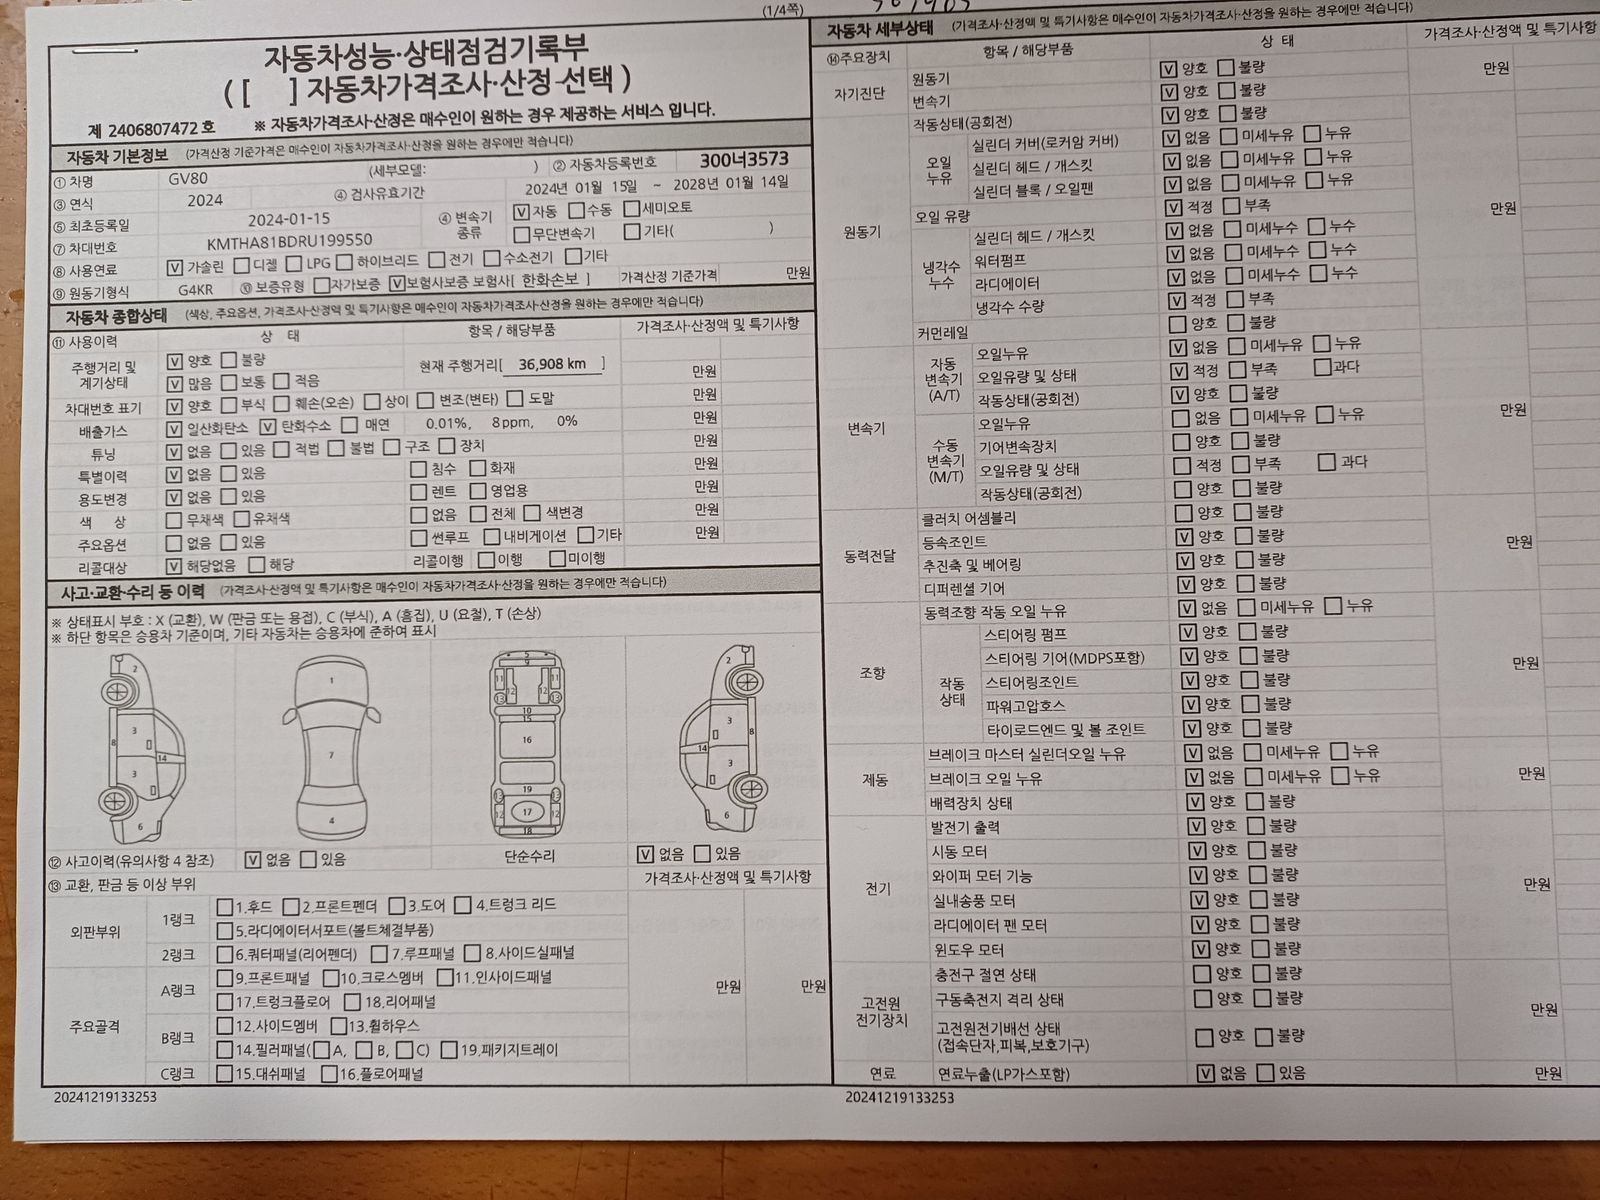 (1/4쪽)
자동차성능·상태점검기록부
( [ ] 자동차가격조사·산정 선택 )
제 2406807472 호 ※ 자동차가격조사·산정은 매수인이 원하는 경우 제공하는 서비스 입니다.
자동차 기본정보 (가격산정 기준가격은 매수인이 자동차가격조사·산정을 원하는 경우에만 적습니다)
① 차명 GV80 (세부모델: ) ② 자동차등록번호 300너3573
③ 연식 2024 ④ 검사유효기간 2024년 01월 15일 ~ 2028년 01월 14일
⑤ 최초등록일 2024-01-15 ④ 변속기 종류 [V]자동 [ ]수동 [ ]세미오토
⑦ 차대번호 KMTHA81BDRU199550 [ ]무단변속기 [ ]기타( )
⑧ 사용연료 [V]가솔린 [ ]디젤 [ ]LPG [ ]하이브리드 [ ]전기 [ ]수소전기 [ ]기타
⑨ 원동기형식 G4KR ⑩ 보증유형 [ ]자가보증 [V]보험사보증 보험사[ 한화손보 ] 가격산정 기준가격 만원
자동차 종합상태 (색상, 주요옵션, 가격조사·산정액 및 특기사항은 매수인이 자동차가격조사·산정을 원하는 경우에만 적습니다)
⑪ 사용이력 상 태 항목 / 해당부품 가격조사·산정액 및 특기사항
주행거리 및 계기상태 [V]양호 [ ]불량 현재 주행거리[ 36,908 km ] 만원
[V]많음 [ ]보통 [ ]적음
차대번호 표기 [V]양호 [ ]부식 [ ]훼손(오손) [ ]상이 [ ]변조(변타) [ ]도말 만원
배출가스 [V]일산화탄소 [V]탄화수소 [ ]매연 0.01%, 8ppm, 0% 만원
튜닝 [V]없음 [ ]있음 [ ]적법 [ ]불법 [ ]구조 [ ]장치 만원
특별이력 [V]없음 [ ]있음 [ ]침수 [ ]화재 만원
용도변경 [V]없음 [ ]있음 [ ]렌트 [ ]영업용 만원
색 상 [ ]무채색 [ ]유채색 [ ]없음 [ ]전체 [ ]색변경 만원
주요옵션 [ ]없음 [ ]있음 [ ]썬루프 [ ]내비게이션 [ ]기타 만원
리콜대상 [V]해당없음 [ ]해당 리콜이행 [ ]이행 [ ]미이행
사고·교환·수리 등 이력 (가격조사·산정액 및 특기사항은 매수인이 자동차가격조사·산정을 원하는 경우에만 적습니다)
※ 상태표시 부호 : X (교환), W (판금 또는 용접), C (부식), A (흠집), U (요철), T (손상)
※ 하단 항목은 승용차 기준이며, 기타 자동차는 승용차에 준하여 표시
2 3 8 14 3 6
1 7 4
5 9 11 11 12 12 13 13 10 15 16 19 13 13 12 12 17 18
2 3 8 14 3 6
⑫ 사고이력(유의사항 4 참조) [V]없음 [ ]있음 단순수리 [V]없음 [ ]있음
⑬ 교환, 판금 등 이상 부위 가격조사·산정액 및 특기사항
외판부위 1랭크 [ ]1.후드 [ ]2.프론트펜더 [ ]3.도어 [ ]4.트렁크 리드
[ ]5.라디에이터서포트(볼트체결부품)
2랭크 [ ]6.쿼터패널(리어펜더) [ ]7.루프패널 [ ]8.사이드실패널
주요골격 A랭크 [ ]9.프론트패널 [ ]10.크로스멤버 [ ]11.인사이드패널 만원 만원
[ ]17.트렁크플로어 [ ]18.리어패널
B랭크 [ ]12.사이드멤버 [ ]13.휠하우스
[ ]14.필러패널([ ]A, [ ]B, [ ]C) [ ]19.패키지트레이
C랭크 [ ]15.대쉬패널 [ ]16.플로어패널
20241219133253
자동차 세부상태 (가격조사·산정액 및 특기사항은 매수인이 자동차가격조사·산정을 원하는 경우에만 적습니다)
⑭주요장치 항목 / 해당부품 상 태 가격조사·산정액 및 특기사항
자기진단 원동기 [V]양호 [ ]불량 만원
변속기 [V]양호 [ ]불량
원동기 작동상태(공회전) [V]양호 [ ]불량 만원
오일 누유 실린더 커버(로커암 커버) [V]없음 [ ]미세누유 [ ]누유
실린더 헤드 / 개스킷 [V]없음 [ ]미세누유 [ ]누유
실린더 블록 / 오일팬 [V]없음 [ ]미세누유 [ ]누유
오일 유량 [V]적정 [ ]부족
냉각수 누수 실린더 헤드 / 개스킷 [V]없음 [ ]미세누수 [ ]누수
워터펌프 [V]없음 [ ]미세누수 [ ]누수
라디에이터 [V]없음 [ ]미세누수 [ ]누수
냉각수 수량 [V]적정 [ ]부족
커먼레일 [ ]양호 [ ]불량
변속기 자동 변속기 (A/T) 오일누유 [V]없음 [ ]미세누유 [ ]누유 만원
오일유량 및 상태 [V]적정 [ ]부족 [ ]과다
작동상태(공회전) [V]양호 [ ]불량
수동 변속기 (M/T) 오일누유 [ ]없음 [ ]미세누유 [ ]누유
기어변속장치 [ ]양호 [ ]불량
오일유량 및 상태 [ ]적정 [ ]부족 [ ]과다
작동상태(공회전) [ ]양호 [ ]불량
동력전달 클러치 어셈블리 [ ]양호 [ ]불량 만원
등속조인트 [V]양호 [ ]불량
추진축 및 베어링 [V]양호 [ ]불량
디퍼렌셜 기어 [V]양호 [ ]불량
조향 동력조향 작동 오일 누유 [V]없음 [ ]미세누유 [ ]누유 만원
작동 상태 스티어링 펌프 [V]양호 [ ]불량
스티어링 기어(MDPS포함) [V]양호 [ ]불량
스티어링조인트 [V]양호 [ ]불량
파워고압호스 [V]양호 [ ]불량
타이로드엔드 및 볼 조인트 [V]양호 [ ]불량
제동 브레이크 마스터 실린더오일 누유 [V]없음 [ ]미세누유 [ ]누유 만원
브레이크 오일 누유 [V]없음 [ ]미세누유 [ ]누유
배력장치 상태 [V]양호 [ ]불량
전기 발전기 출력 [V]양호 [ ]불량 만원
시동 모터 [V]양호 [ ]불량
와이퍼 모터 기능 [V]양호 [ ]불량
실내송풍 모터 [V]양호 [ ]불량
라디에이터 팬 모터 [V]양호 [ ]불량
윈도우 모터 [V]양호 [ ]불량
고전원 전기장치 충전구 절연 상태 [ ]양호 [ ]불량 만원
구동축전지 격리 상태 [ ]양호 [ ]불량
고전원전기배선 상태 (접속단자,피복,보호기구) [ ]양호 [ ]불량
연료 연료누출(LP가스포함) [V]없음 [ ]있음 만원
20241219133253